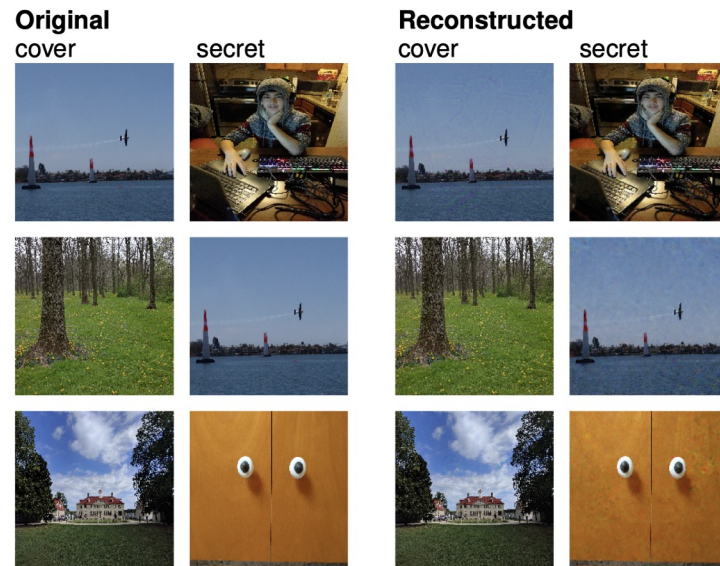 Original
Reconstructed
cover
secret
cover
secret